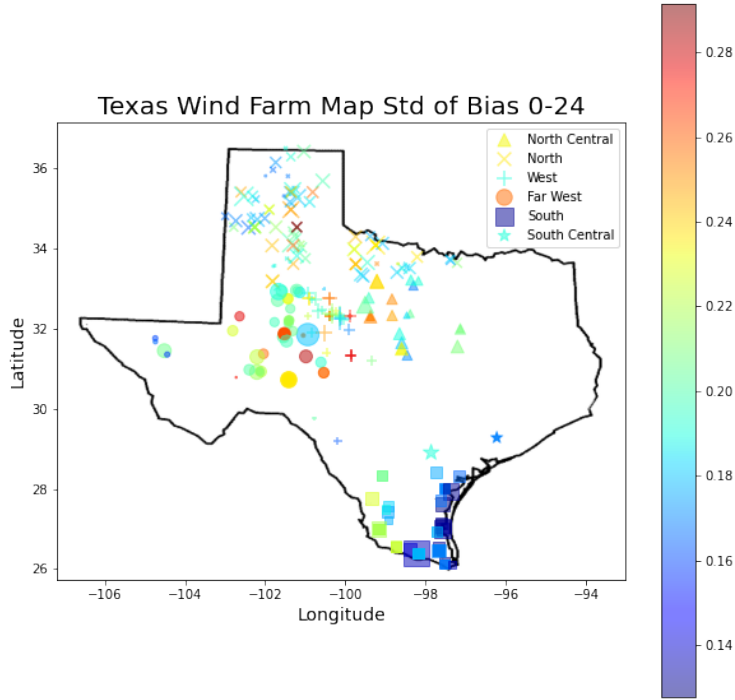 Texas Wind Farm Map Std of Bias 0-24
North Central
North
West
Far West
South
South Central
Latitude
36
34
32
30
28
26
−106
−104
−102
−100
−98
−96
−94
Longitude
0.28
0.26
0.24
0.22
0.20
0.18
0.16
0.14